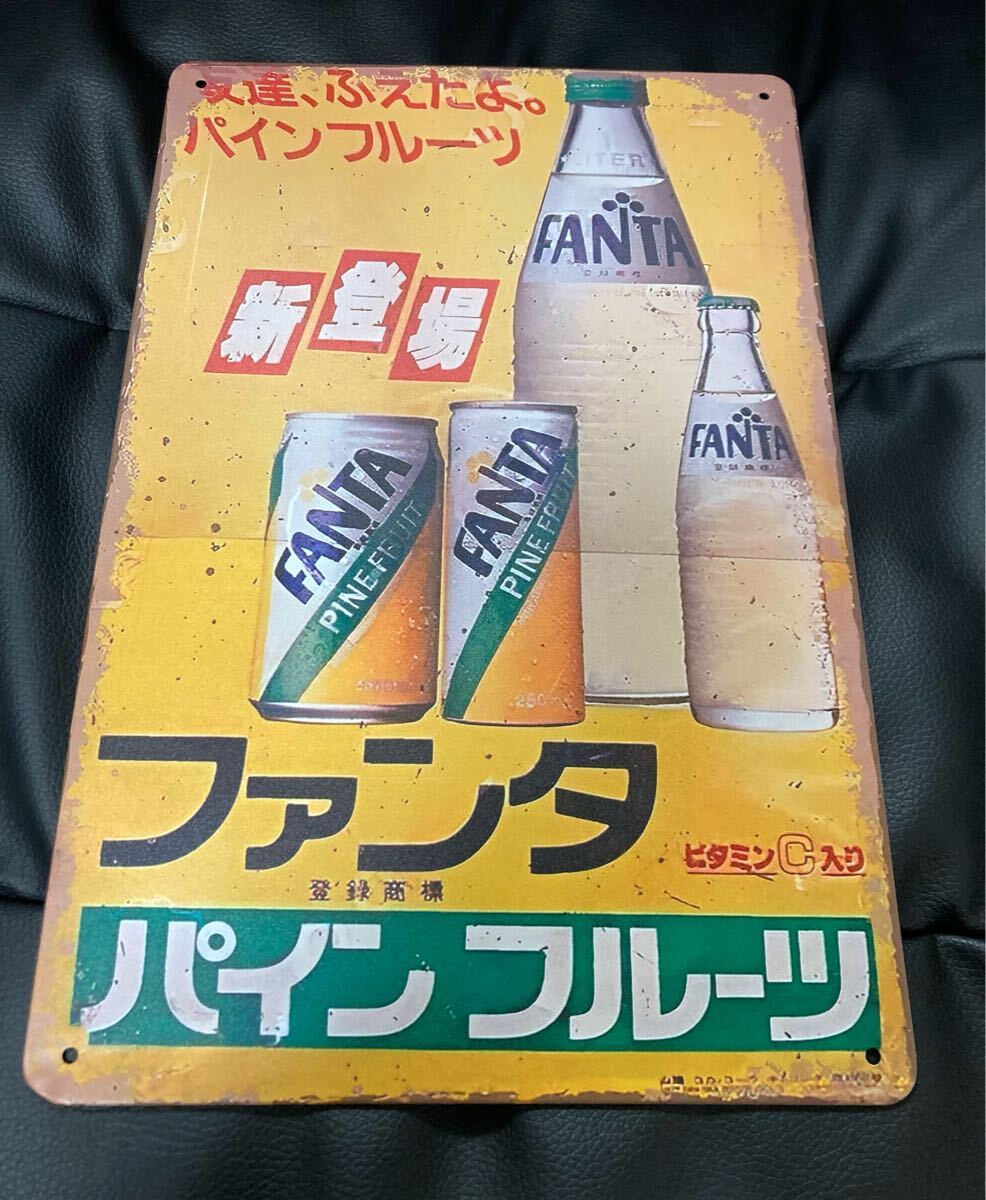 友達、ふえたよ。
パインフルーツ
新登場
LITER
FANTA
FANTA
FANTA
PINE FRUIT
FANTA
PINE FRUIT
250
ファンタ
登録商標
ビタミンC入り
パインフルーツ